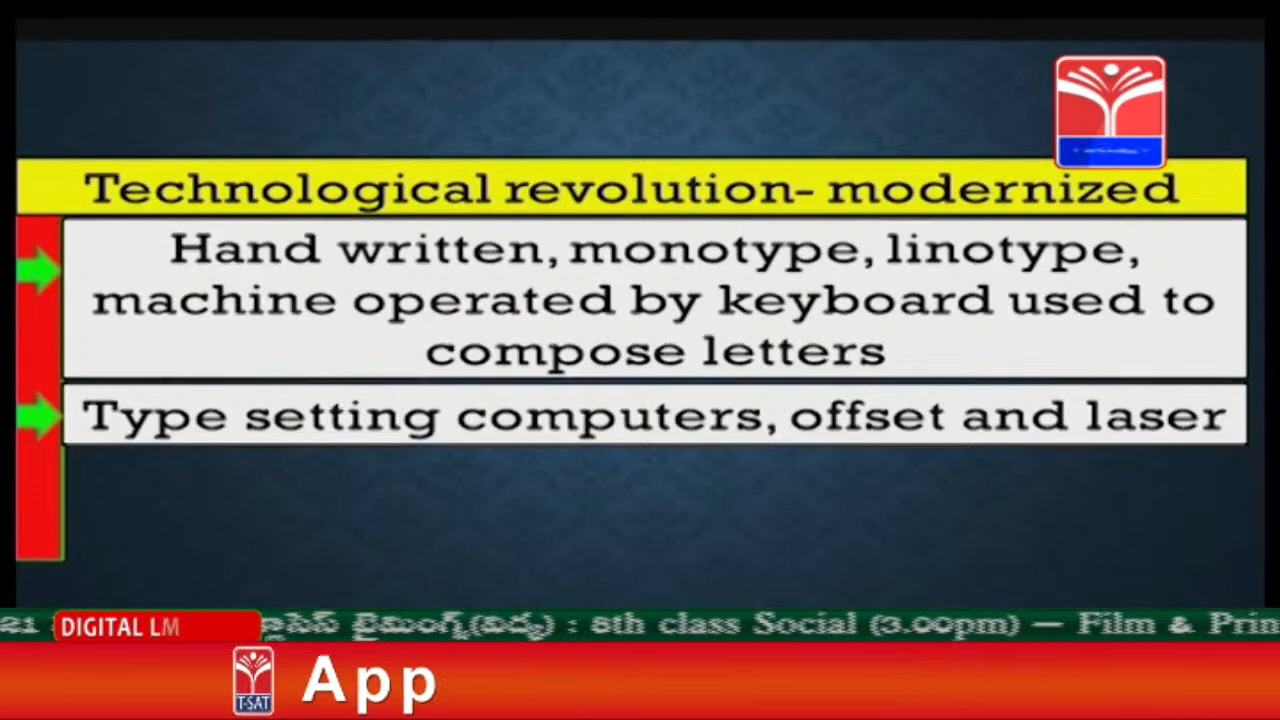 Technological revolution- modernized
Hand written, monotype, linotype,
machine operated by keyboard used to
compose letters
Type setting computers, offset and laser
DIGITAL LM
: 8th class Social (3.00pm) — Film & Prin
T-SAT
App